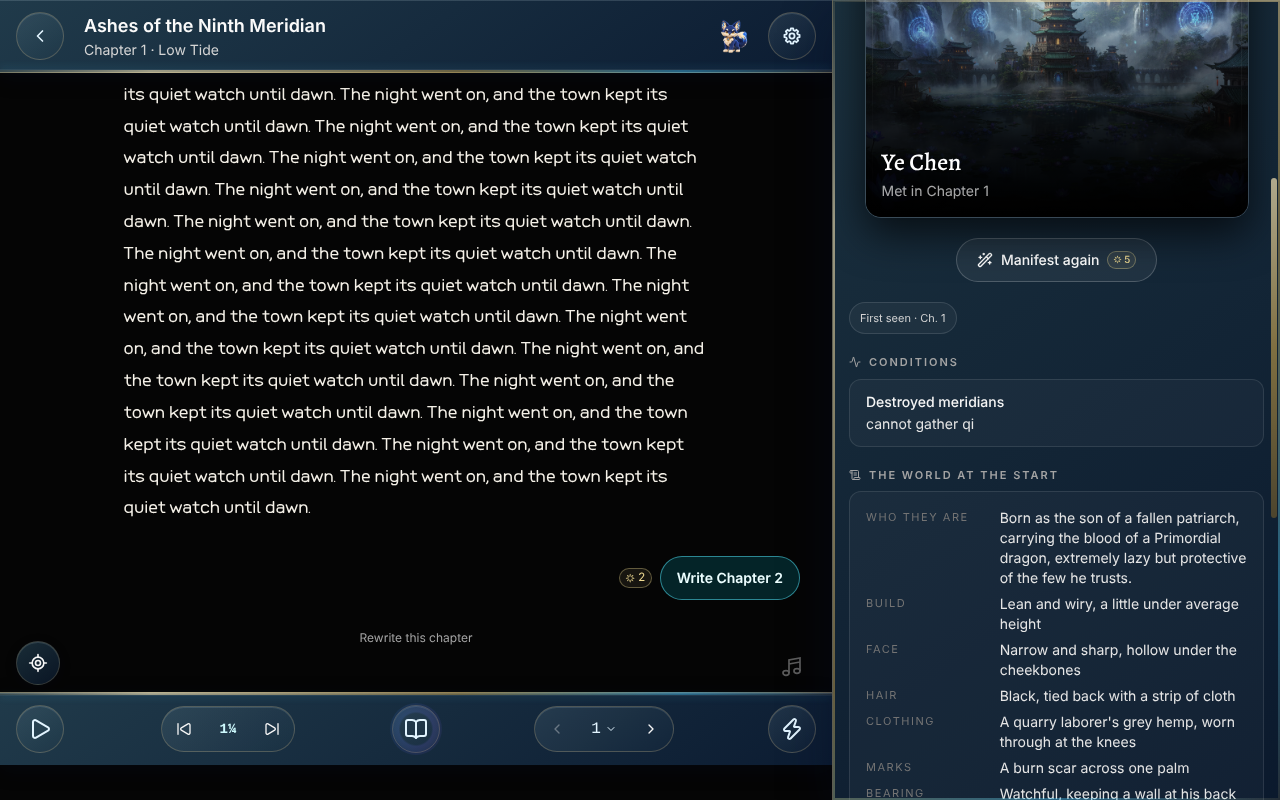 Ashes of the Ninth Meridian
Chapter 1 · Low Tide
its quiet watch until dawn. The night went on, and the town kept its
quiet watch until dawn. The night went on, and the town kept its quiet
watch until dawn. The night went on, and the town kept its quiet watch
until dawn. The night went on, and the town kept its quiet watch until
dawn. The night went on, and the town kept its quiet watch until dawn.
The night went on, and the town kept its quiet watch until dawn. The
night went on, and the town kept its quiet watch until dawn. The night
went on, and the town kept its quiet watch until dawn. The night went
on, and the town kept its quiet watch until dawn. The night went on, and
the town kept its quiet watch until dawn. The night went on, and the
town kept its quiet watch until dawn. The night went on, and the town
kept its quiet watch until dawn. The night went on, and the town kept
its quiet watch until dawn. The night went on, and the town kept its
quiet watch until dawn.
2
Write Chapter 2
Rewrite this chapter
1¼
1
Ye Chen
Met in Chapter 1
Manifest again
5
First seen · Ch. 1
CONDITIONS
Destroyed meridians
cannot gather qi
THE WORLD AT THE START
WHO THEY ARE
Born as the son of a fallen patriarch,
carrying the blood of a Primordial
dragon, extremely lazy but protective
of the few he trusts.
BUILD
Lean and wiry, a little under average
height
FACE
Narrow and sharp, hollow under the
cheekbones
HAIR
Black, tied back with a strip of cloth
CLOTHING
A quarry laborer's grey hemp, worn
through at the knees
MARKS
A burn scar across one palm
BEARING
Watchful, keeping a wall at his back